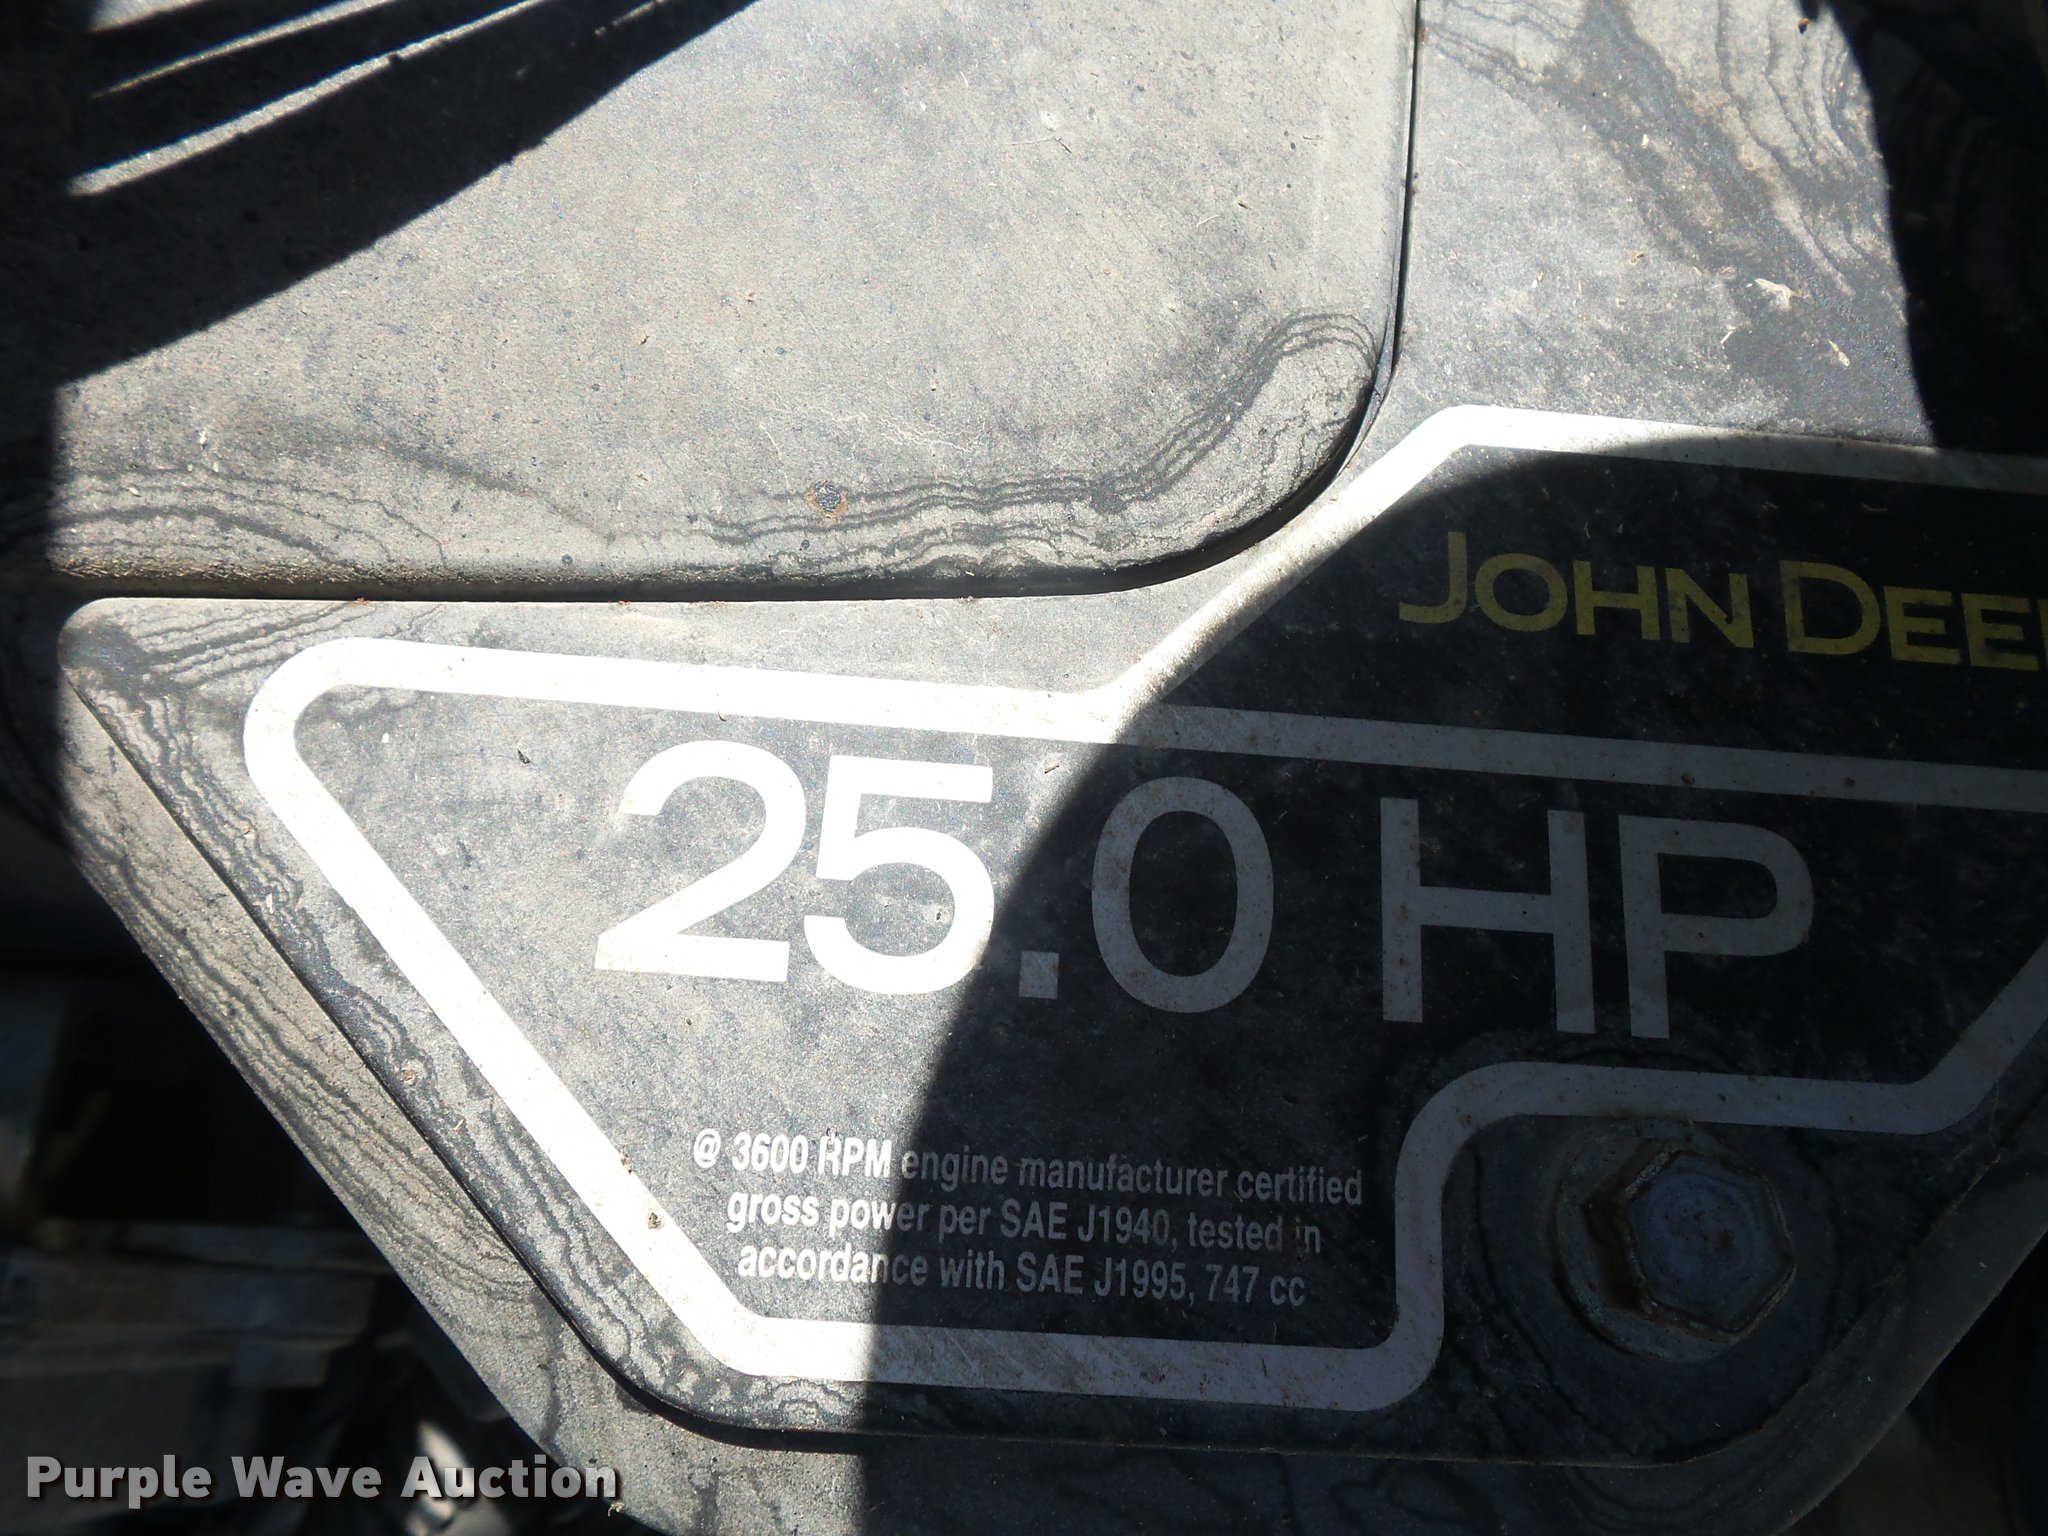 JOHN DEE
25.0 HP
@ 3600 RPM engine manufacturer certified
gross power per SAE J1940, tested in
accordance with SAE J1995, 747 cc
Purple Wave Auction